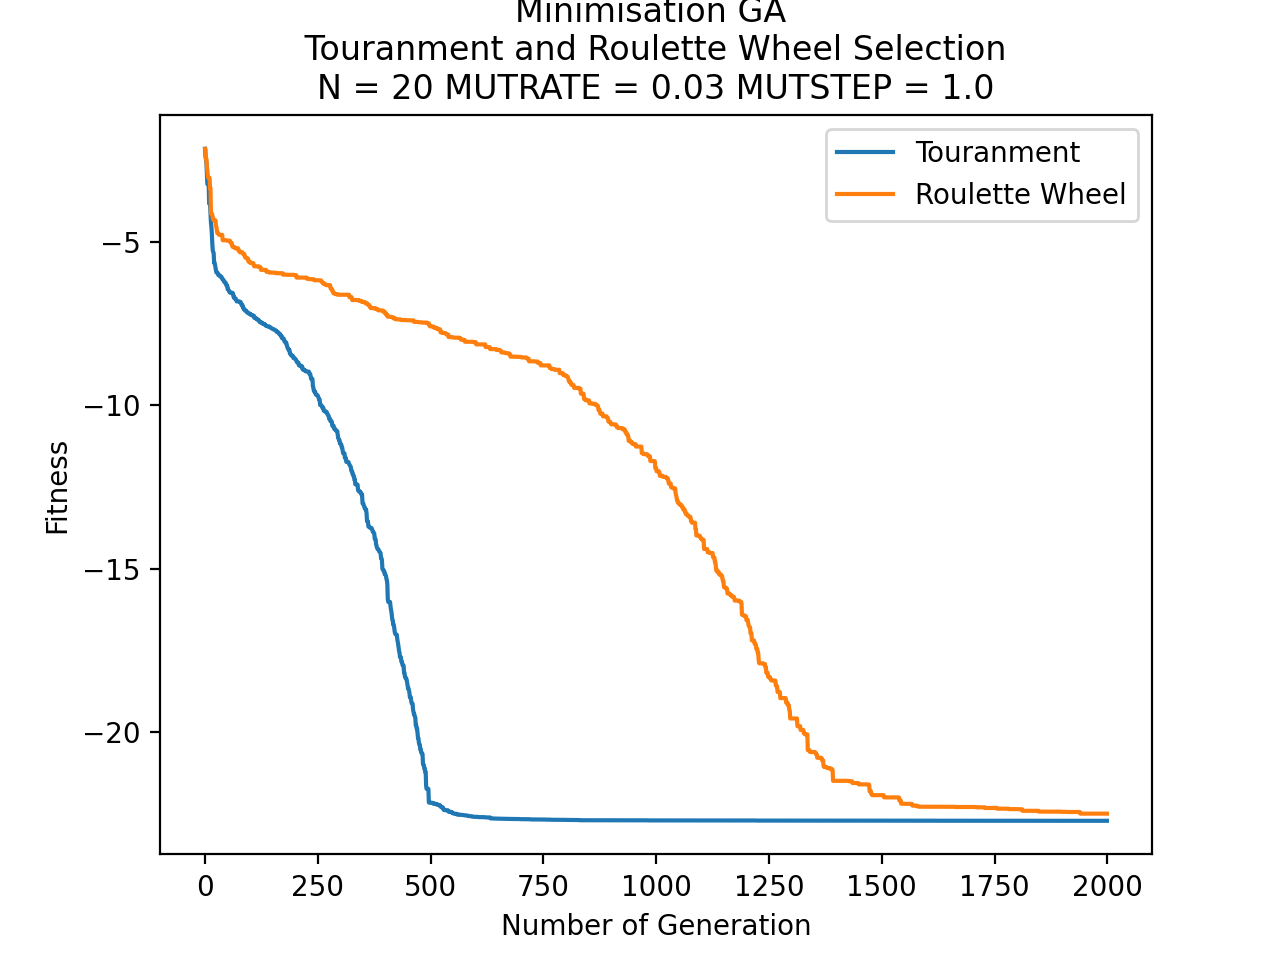 Minimisation GA
Touranment and Roulette Wheel Selection
N = 20 MUTRATE = 0.03 MUTSTEP = 1.0
Touranment
Roulette Wheel
−5
−10
−15
−20
Fitness
0 250 500 750 1000 1250 1500 1750 2000
Number of Generation